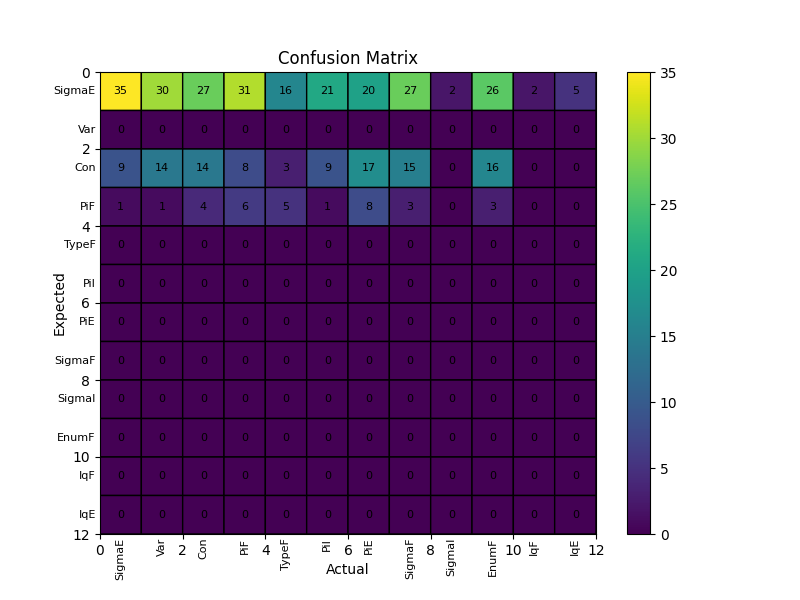 Confusion Matrix
0
SigmaE 35 30 27 31 16 21 20 27 2 26 2 5
Var 0 0 0 0 0 0 0 0 0 0 0 0
2
Con 9 14 14 8 3 9 17 15 0 16 0 0
PiF 1 1 4 6 5 1 8 3 0 3 0 0
4
TypeF 0 0 0 0 0 0 0 0 0 0 0 0
PiI 0 0 0 0 0 0 0 0 0 0 0 0
6
PiE 0 0 0 0 0 0 0 0 0 0 0 0
SigmaF 0 0 0 0 0 0 0 0 0 0 0 0
8
SigmaI 0 0 0 0 0 0 0 0 0 0 0 0
EnumF 0 0 0 0 0 0 0 0 0 0 0 0
10
IqF 0 0 0 0 0 0 0 0 0 0 0 0
IqE 0 0 0 0 0 0 0 0 0 0 0 0
12
Expected
0 2 4 6 8 10 12
SigmaE Var Con PiF TypeF PiI PiE SigmaF SigmaI EnumF IqF IqE
Actual
35
30
25
20
15
10
5
0